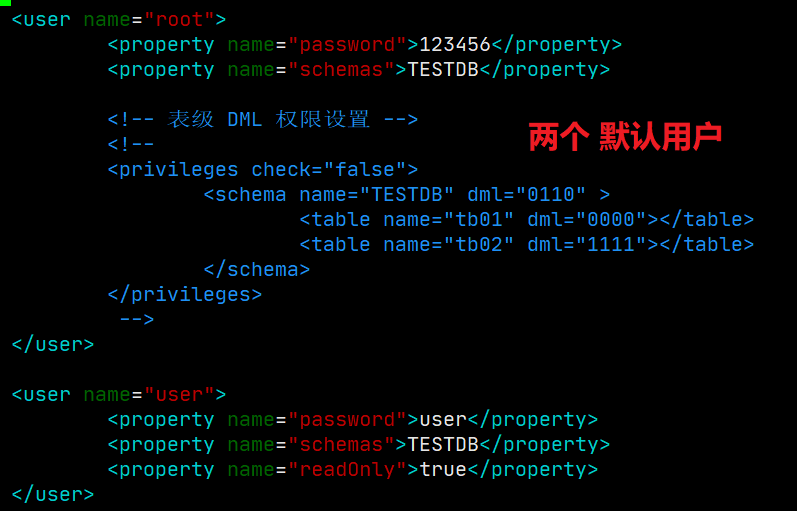 <user name="root">
<property name="password">123456</property>
<property name="schemas">TESTDB</property>
<!-- 表级 DML 权限设置 -->
两个 默认用户
<!--
<privileges check="false">
<schema name="TESTDB" dml="0110" >
<table name="tb01" dml="0000"></table>
<table name="tb02" dml="1111"></table>
</schema>
</privileges>
-->
</user>
<user name="user">
<property name="password">user</property>
<property name="schemas">TESTDB</property>
<property name="readOnly">true</property>
</user>